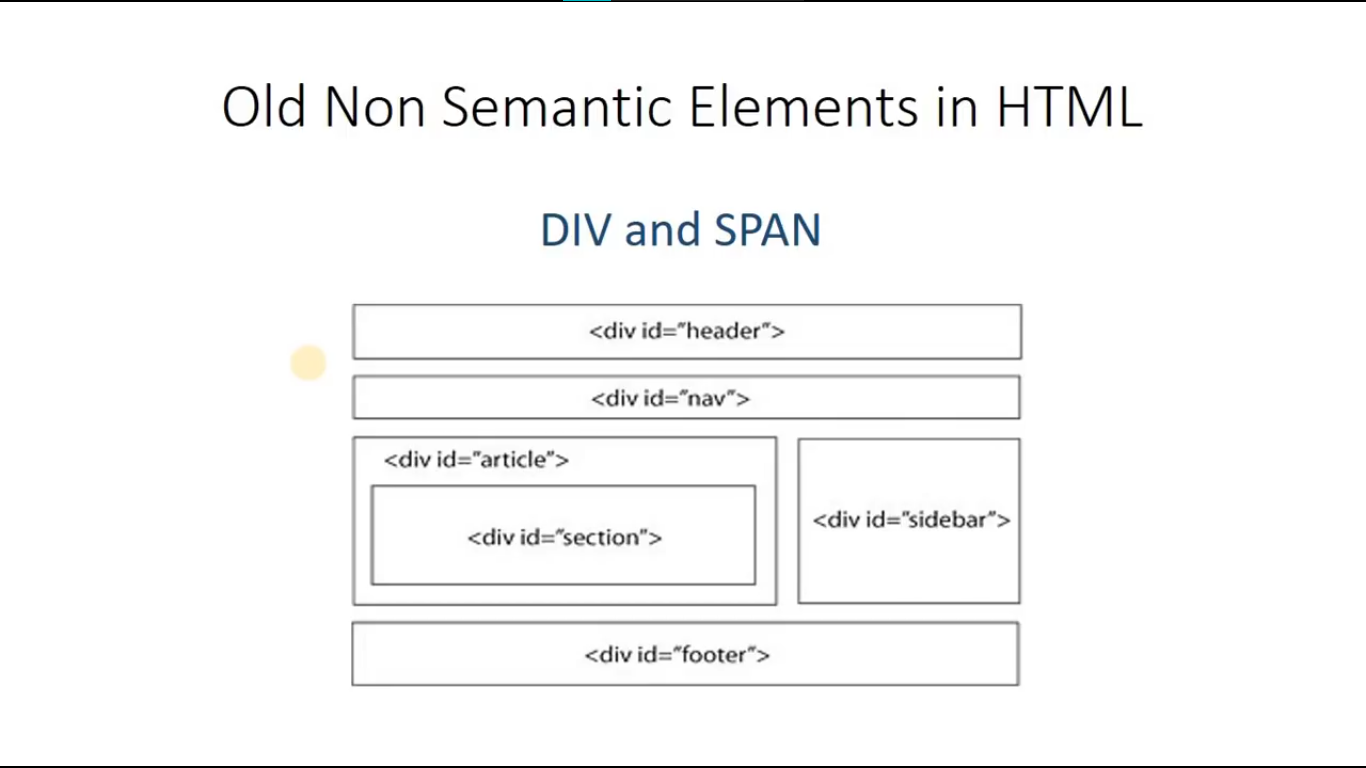 Old Non Semantic Elements in HTML
DIV and SPAN
<div id="header">
<div id="nav">
<div id="article">
<div id="section">
<div id="sidebar">
<div id="footer">